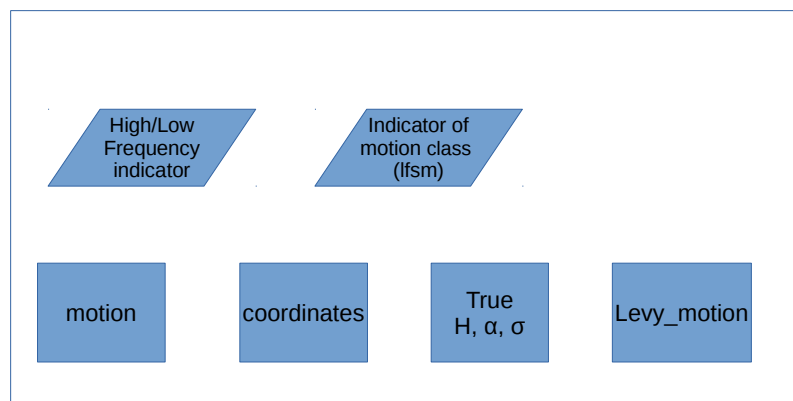 High/Low
Frequency
indicator
Indicator of
motion class
(lfsm)
motion
coordinates
True
H, α, σ
Levy_motion